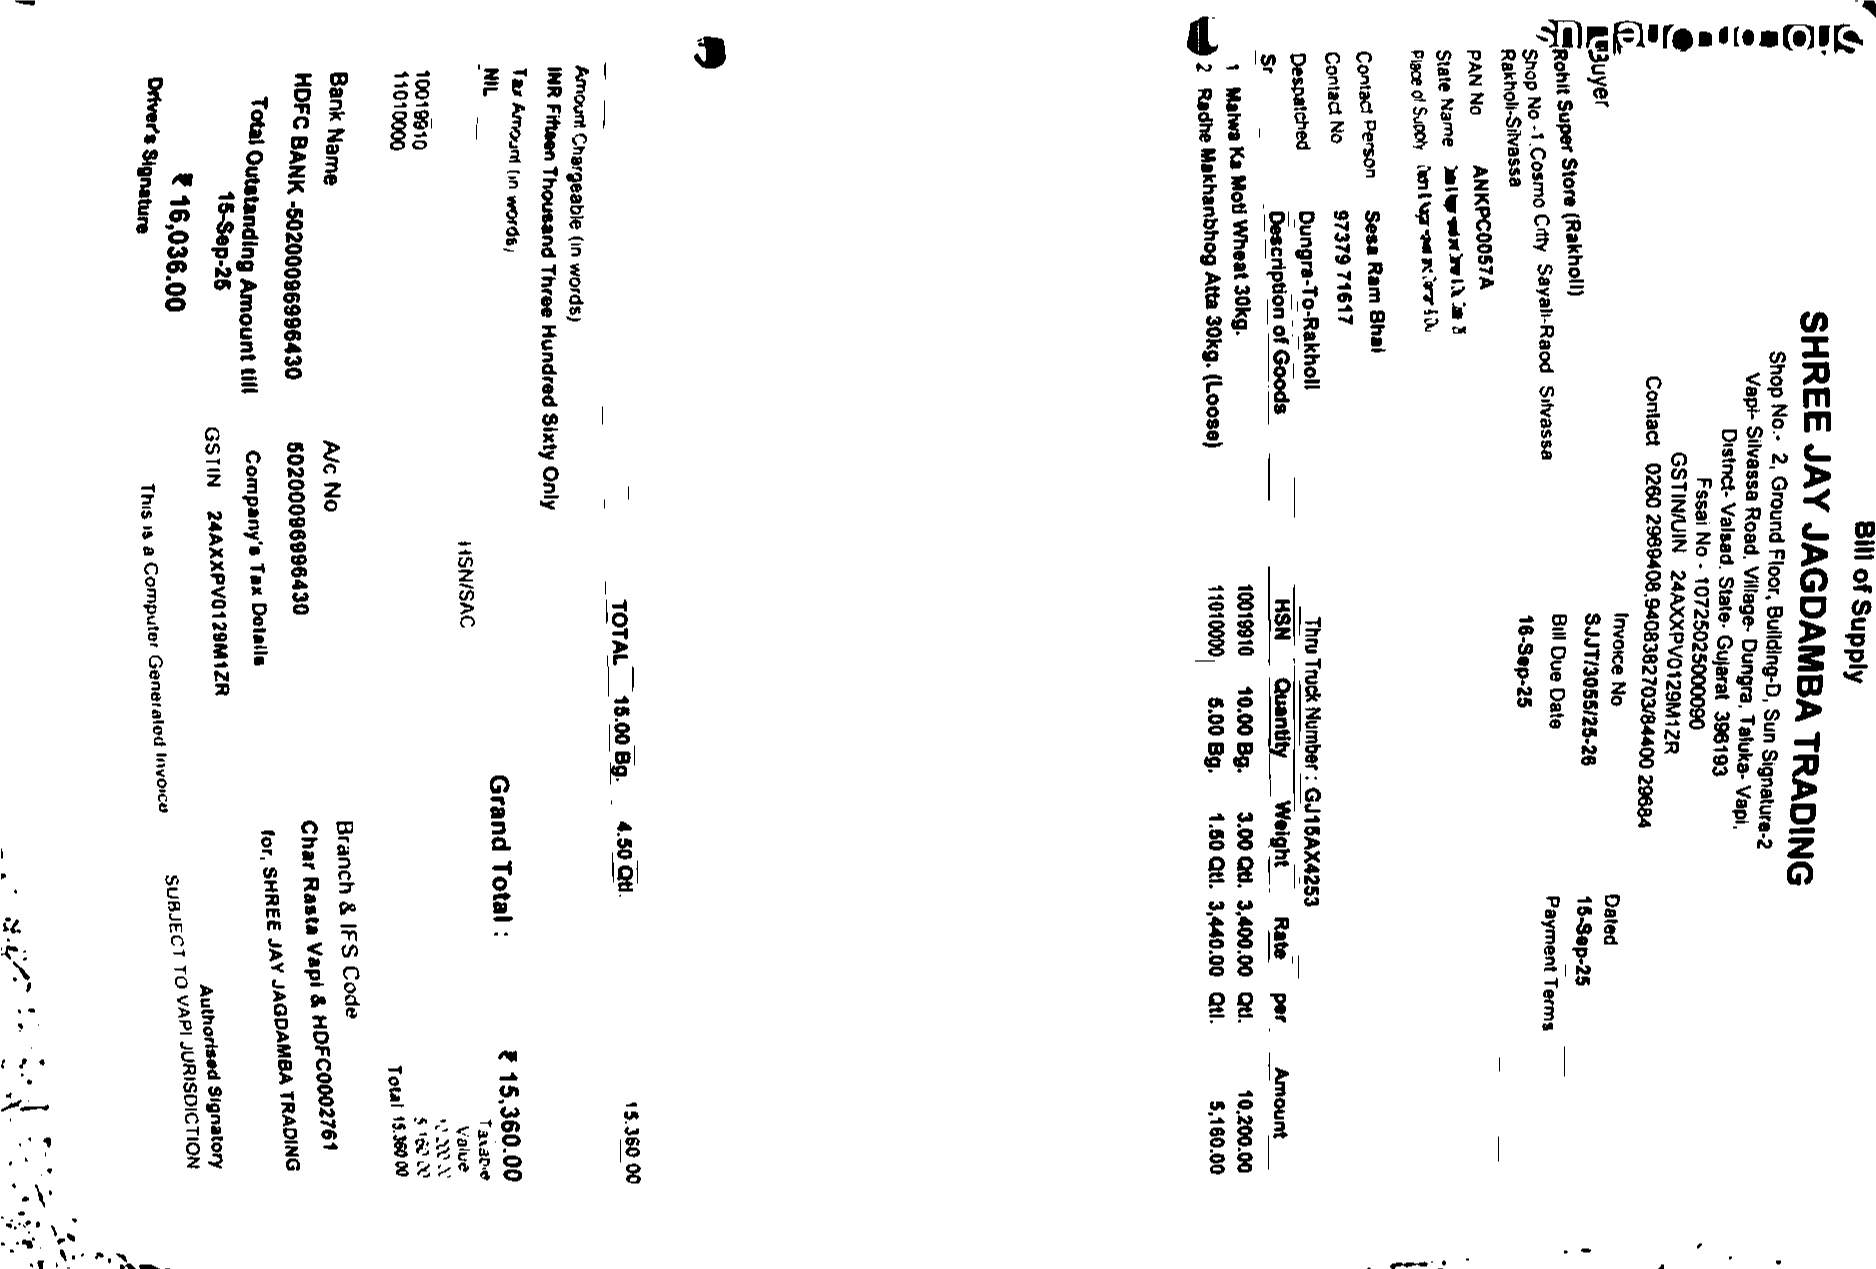 Bill of Supply
SHREE JAY JAGDAMBA TRADING
Shop No.- 2, Ground Floor, Building-D, Sun Signature-2
Vapi- Silvassa Road, Village- Dungra, Taluka- Vapi,
District- Valsad. State- Gujarat 396193
Fssai No - 10725025000090
GSTIN/UIN 24AXXPV0129M1ZR
Contact 0260 2969408.9408382703/84400 29684
Buyer
Rohit Super Store (Rakholi)
Shop No -1,Cosmo Citty Sayali-Raod Silvassa
Rakholi-Silvassa
PAN No ANKPC0057A
State Name
Place of Supply
Contact Person Sesa Ram Bhai
Contact No 97379 71617
Invoice No Dated
SJJT/3055/25-26 15-Sep-25
Bill Due Date Payment Terms
16-Sep-25
Despatched Dungra-To-Rakholi Thru Truck Number : GJ15AX4253
Sr Description of Goods HSN Quantity Weight Rate per Amount
1 Malwa Ka Moti Wheat 30kg. 10019910 10.00 Bg. 3.00 Qtl. 3,400.00 Qtl. 10,200.00
2 Radhe Makhanbhog Atta 30kg. (Loose) 11010000 5.00 Bg. 1.50 Qtl. 3,440.00 Qtl. 5,160.00
TOTAL 15.00 Bg. 4.50 Qtl. 15.360 00
Amount Chargeable (in words)
INR Fifteen Thousand Three Hundred Sixty Only
Grand Total : ₹ 15,360.00
Tax Amount (in words)
NIL
HSN/SAC Taxable Value
10019910
11010000 5 160 00
Total 15.360 00
Bank Name A/c No Branch & IFS Code
HDFC BANK -50200096996430 50200096996430 Char Rasta Vapi & HDFC0002761
Total Outstanding Amount till
15-Sep-25
₹ 16,036.00
Company's Tax Details
GSTIN 24AXXPV0129M1ZR
for, SHREE JAY JAGDAMBA TRADING
Authorised Signatory
Driver's Signature
This is a Computer Generated Invoice
SUBJECT TO VAPI JURISDICTION